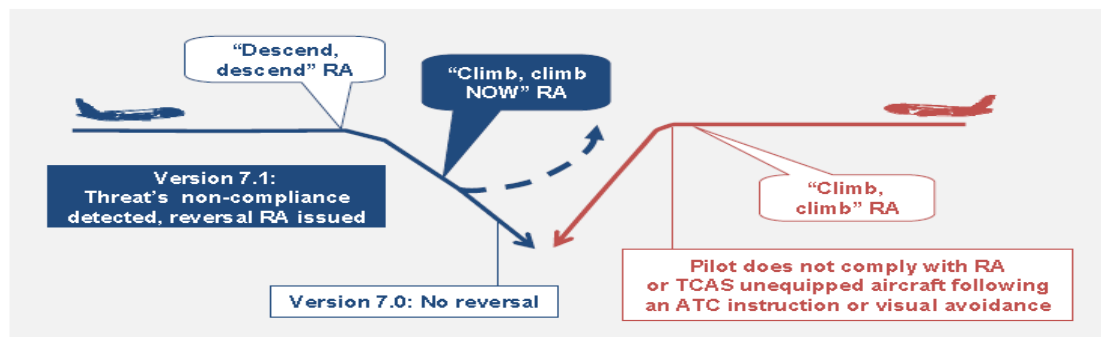 “Descend,
descend” RA
“Climb, climb
NOW” RA
Version 7.1:
Threat’s non-compliance
detected, reversal RA issued
“Climb,
climb” RA
Version 7.0: No reversal
Pilot does not comply with RA
or TCAS unequipped aircraft following
an ATC instruction or visual avoidance